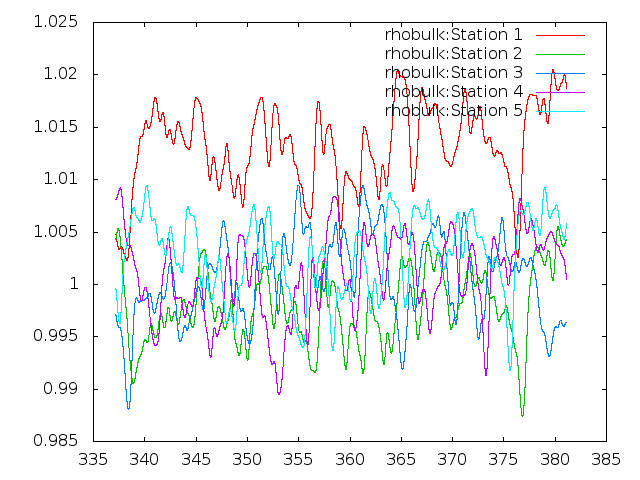 1.025
1.02
1.015
1.01
1.005
1
0.995
0.99
0.985
335 340 345 350 355 360 365 370 375 380 385
rhobulk:Station 1
rhobulk:Station 2
rhobulk:Station 3
rhobulk:Station 4
rhobulk:Station 5